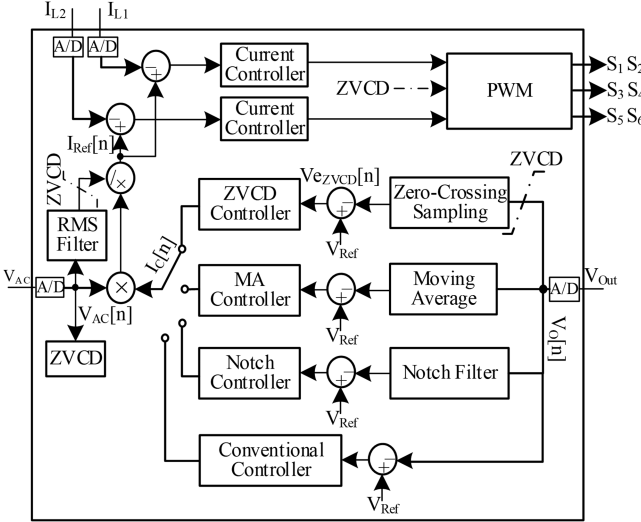 I_L2 I_L1
A/D A/D
Current Controller
S1 S2
ZVCD
PWM
S3 S4
Current Controller
S5 S6
I_Ref[n]
ZVCD
ZVCD
/×
ZVCD Controller
Ve_ZVCD[n]
Zero-Crossing Sampling
RMS Filter
V_Ref
I_C[n]
V_AC
A/D
×
MA Controller
Moving Average
A/D
V_Out
V_AC[n]
V_Ref
V_O[n]
ZVCD
Notch Controller
Notch Filter
V_Ref
Conventional Controller
V_Ref